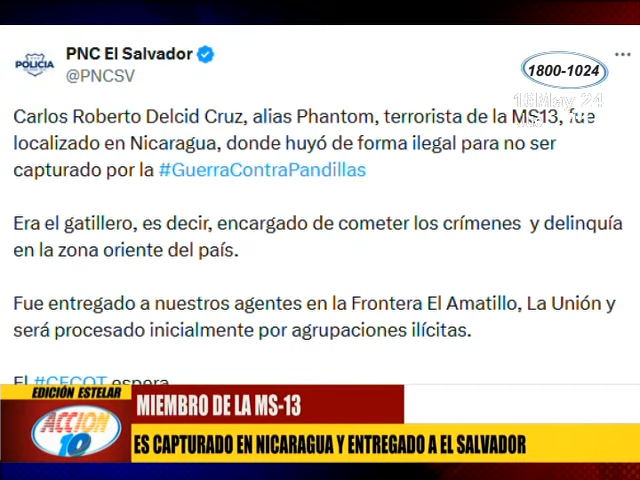 POLICIA
PNC El Salvador
@PNCSV
1800-1024
Carlos Roberto Delcid Cruz, alias Phantom, terrorista de la MS13, fue
localizado en Nicaragua, donde huyó de forma ilegal para no ser
capturado por la #GuerraContraPandillas
Era el gatillero, es decir, encargado de cometer los crímenes y delinquía
en la zona oriente del país.
Fue entregado a nuestros agentes en la Frontera El Amatillo, La Unión y
será procesado inicialmente por agrupaciones ilícitas.
El #CECOT espera
EDICIÓN ESTELAR
ACCION
10
MIEMBRO DE LA MS-13
ES CAPTURADO EN NICARAGUA Y ENTREGADO A EL SALVADOR